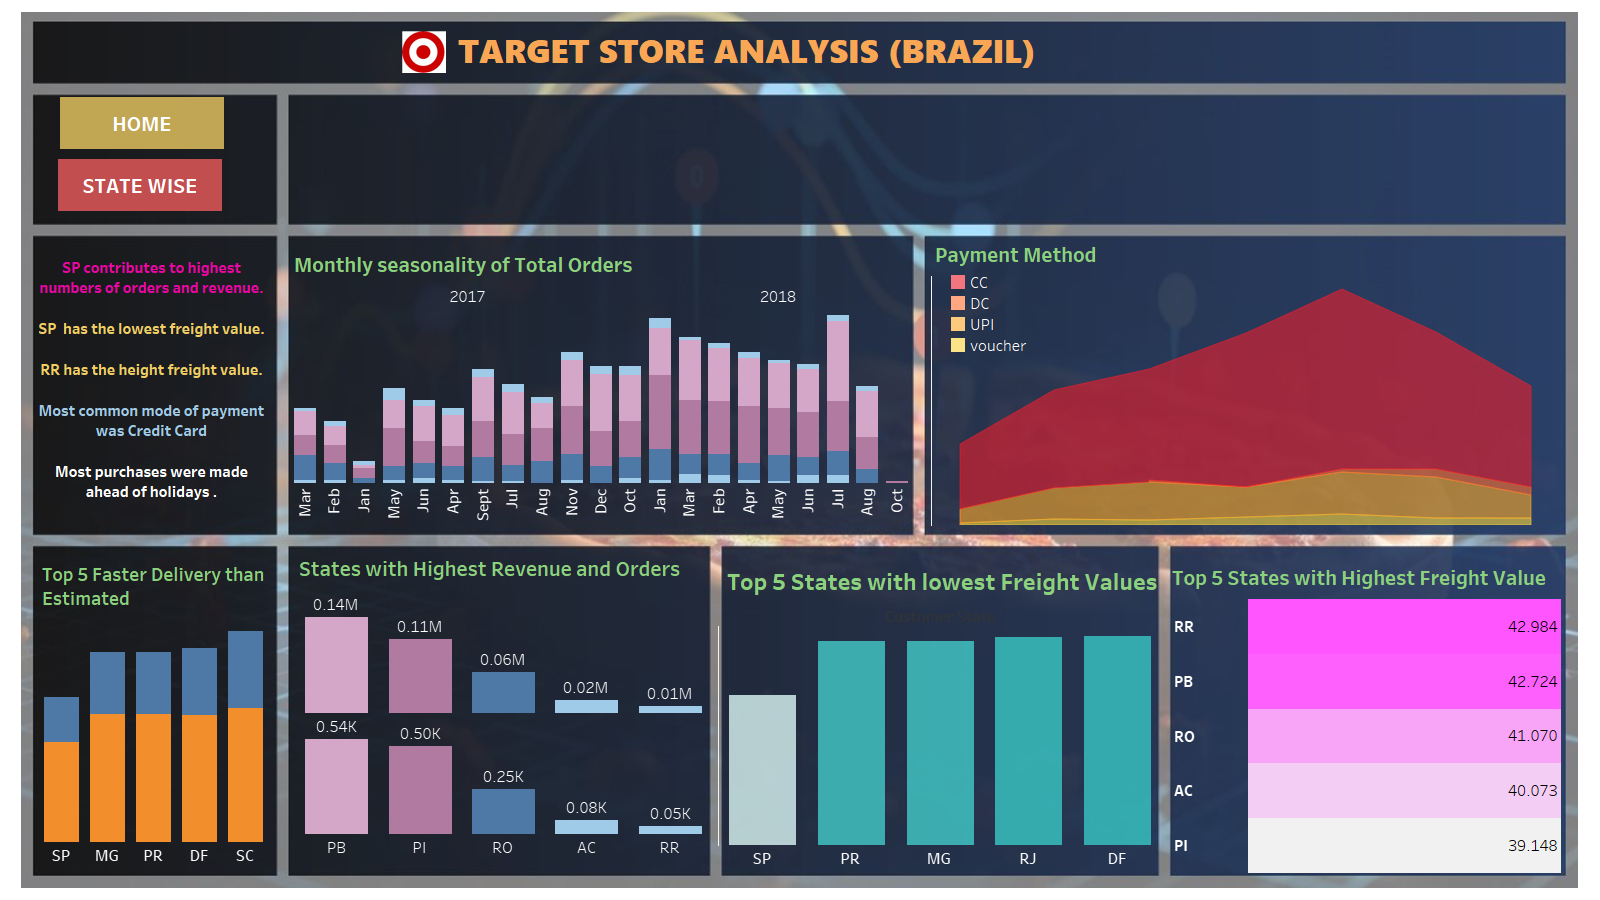 TARGET STORE ANALYSIS (BRAZIL)
HOME
STATE WISE
SP contributes to highest
numbers of orders and revenue.
SP has the lowest freight value.
RR has the height freight value.
Most common mode of payment
was Credit Card
Most purchases were made
ahead of holidays .
Monthly seasonality of Total Orders
2017 2018
Mar Feb Jan May Jun Apr Sept Jul Aug Nov Dec Oct Jan Mar Feb Apr May Jun Jul Aug Oct
Payment Method
CC
DC
UPI
voucher
Top 5 Faster Delivery than
Estimated
SP MG PR DF SC
States with Highest Revenue and Orders
0.14M 0.11M 0.06M 0.02M 0.01M
0.54K 0.50K 0.25K 0.08K 0.05K
PB PI RO AC RR
Top 5 States with lowest Freight Values
Customer State
SP PR MG RJ DF
Top 5 States with Highest Freight Value
RR 42.984
PB 42.724
RO 41.070
AC 40.073
PI 39.148